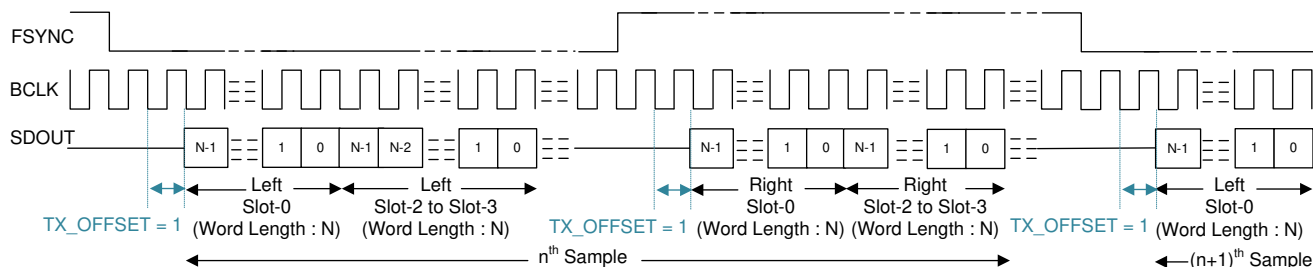 FSYNC
BCLK
SDOUT
N-1 1 0 N-1 N-2 1 0 N-1 1 0 N-1 1 0 N-1 1 0
Left Left Right Right Left
Slot-0 Slot-2 to Slot-3 Slot-0 Slot-2 to Slot-3 Slot-0
TX_OFFSET = 1 (Word Length : N) (Word Length : N) TX_OFFSET = 1 (Word Length : N) (Word Length : N) TX_OFFSET = 1 (Word Length : N)
nth Sample (n+1)th Sample